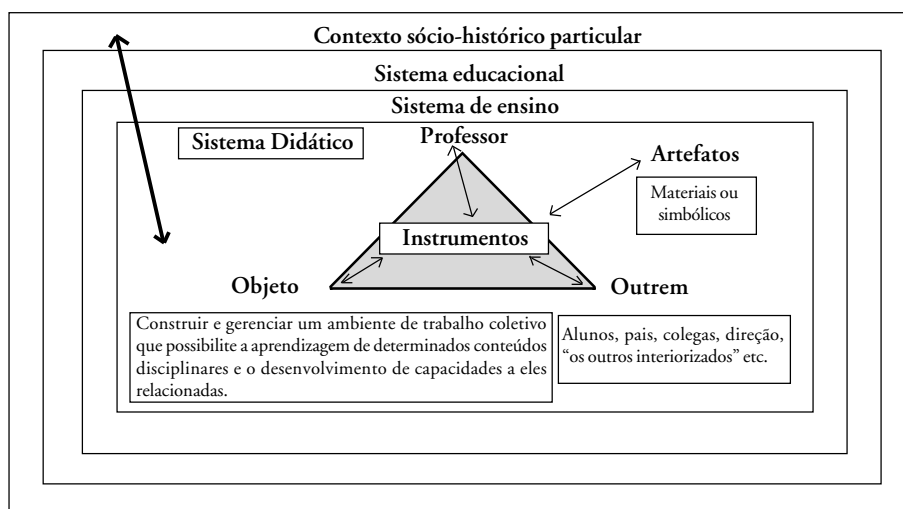 Contexto sócio-histórico particular
Sistema educacional
Sistema de ensino
Sistema Didático
Professor
Artefatos
Materiais ou
simbólicos
Instrumentos
Objeto
Outrem
Construir e gerenciar um ambiente de trabalho coletivo
que possibilite a aprendizagem de determinados conteúdos
disciplinares e o desenvolvimento de capacidades a eles
relacionadas.
Alunos, pais, colegas, direção,
“os outros interiorizados” etc.